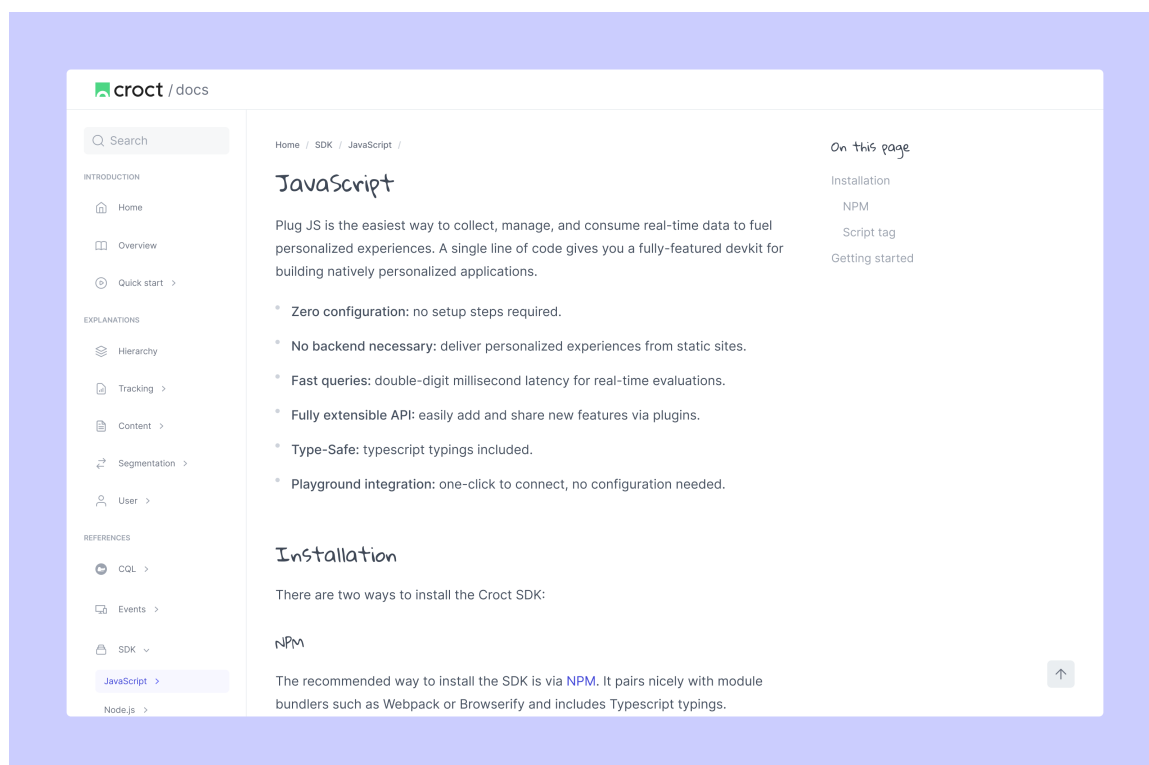 croct / docs
Search
INTRODUCTION
Home
Overview
Quick start
EXPLANATIONS
Hierarchy
Tracking
Content
Segmentation
User
REFERENCES
CQL
Events
SDK
JavaScript
Node.js
Home / SDK / JavaScript /
JavaScript
Plug JS is the easiest way to collect, manage, and consume real-time data to fuel
personalized experiences. A single line of code gives you a fully-featured devkit for
building natively personalized applications.
Zero configuration: no setup steps required.
No backend necessary: deliver personalized experiences from static sites.
Fast queries: double-digit millisecond latency for real-time evaluations.
Fully extensible API: easily add and share new features via plugins.
Type-Safe: typescript typings included.
Playground integration: one-click to connect, no configuration needed.
Installation
There are two ways to install the Croct SDK:
NPM
The recommended way to install the SDK is via NPM. It pairs nicely with module
bundlers such as Webpack or Browserify and includes Typescript typings.
On this page
Installation
NPM
Script tag
Getting started